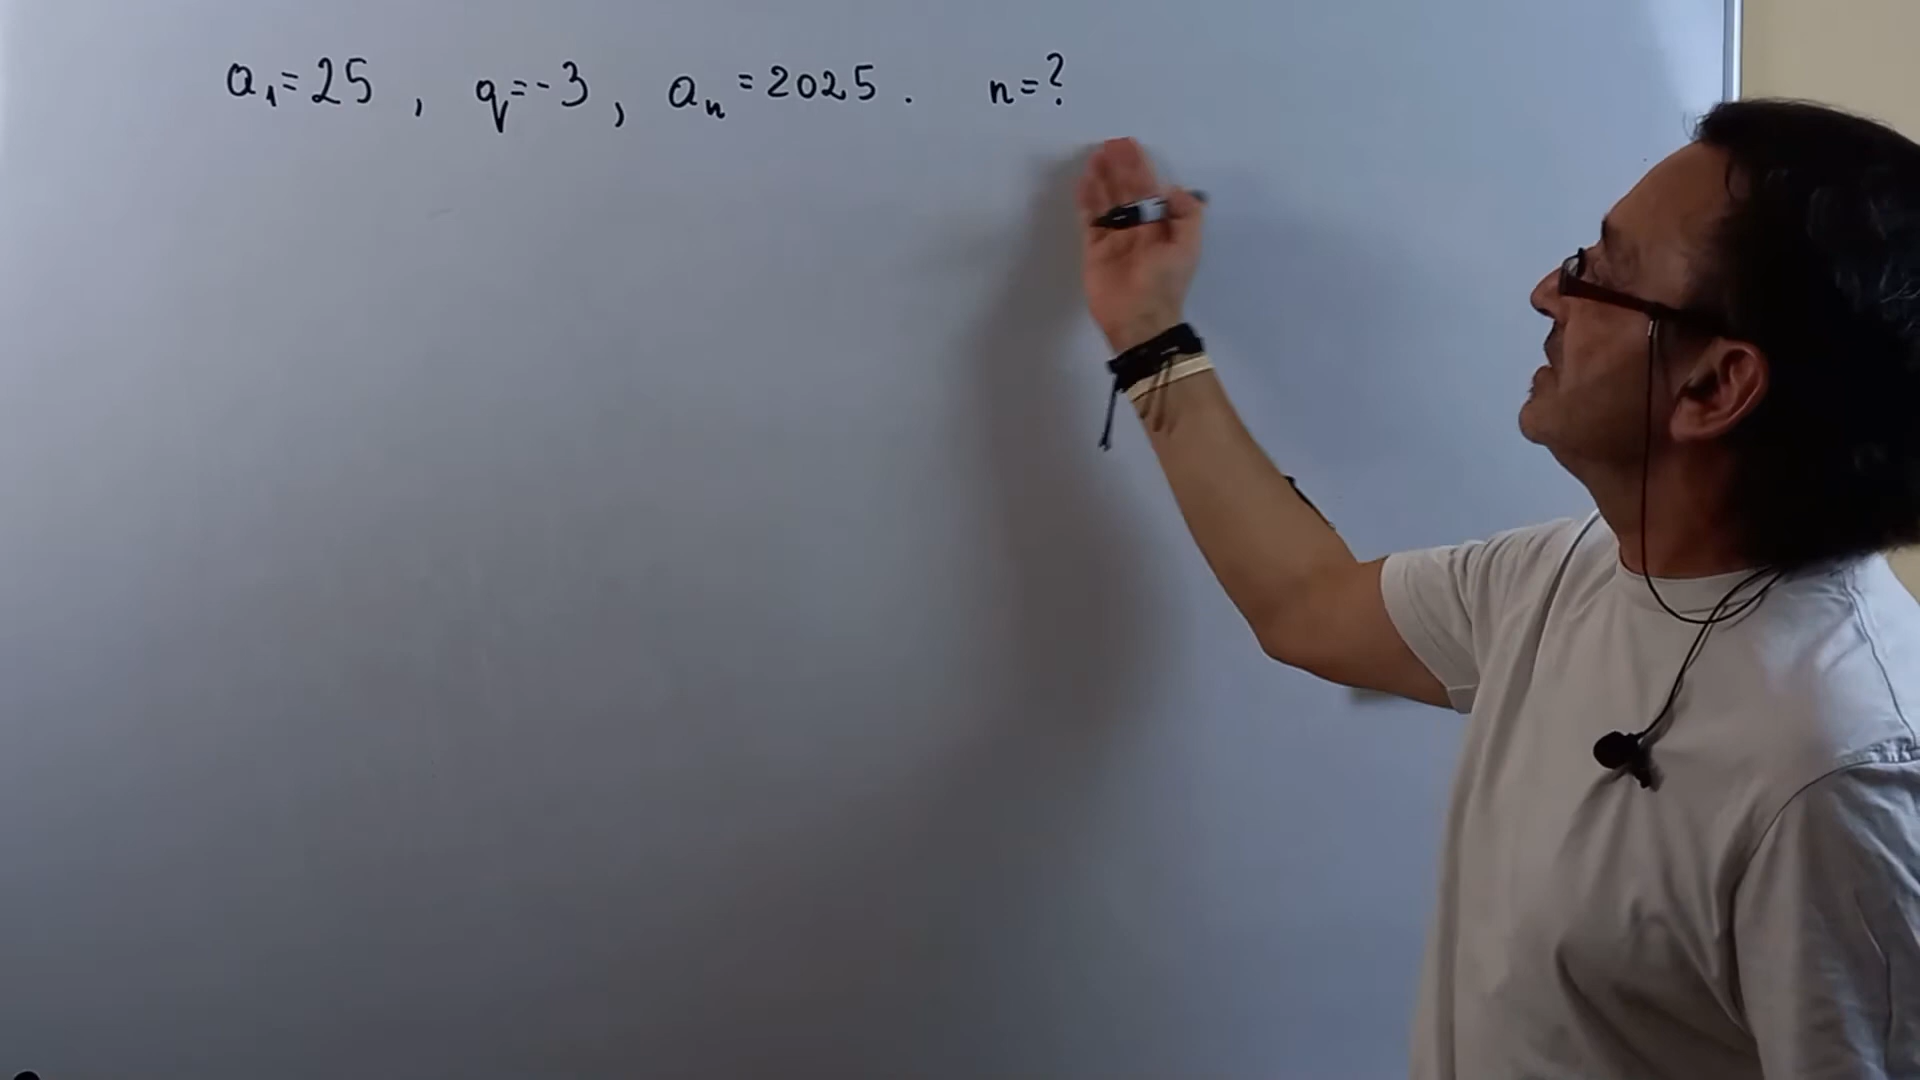 a₁=25 , q=-3 , aₙ=2025 . n=?